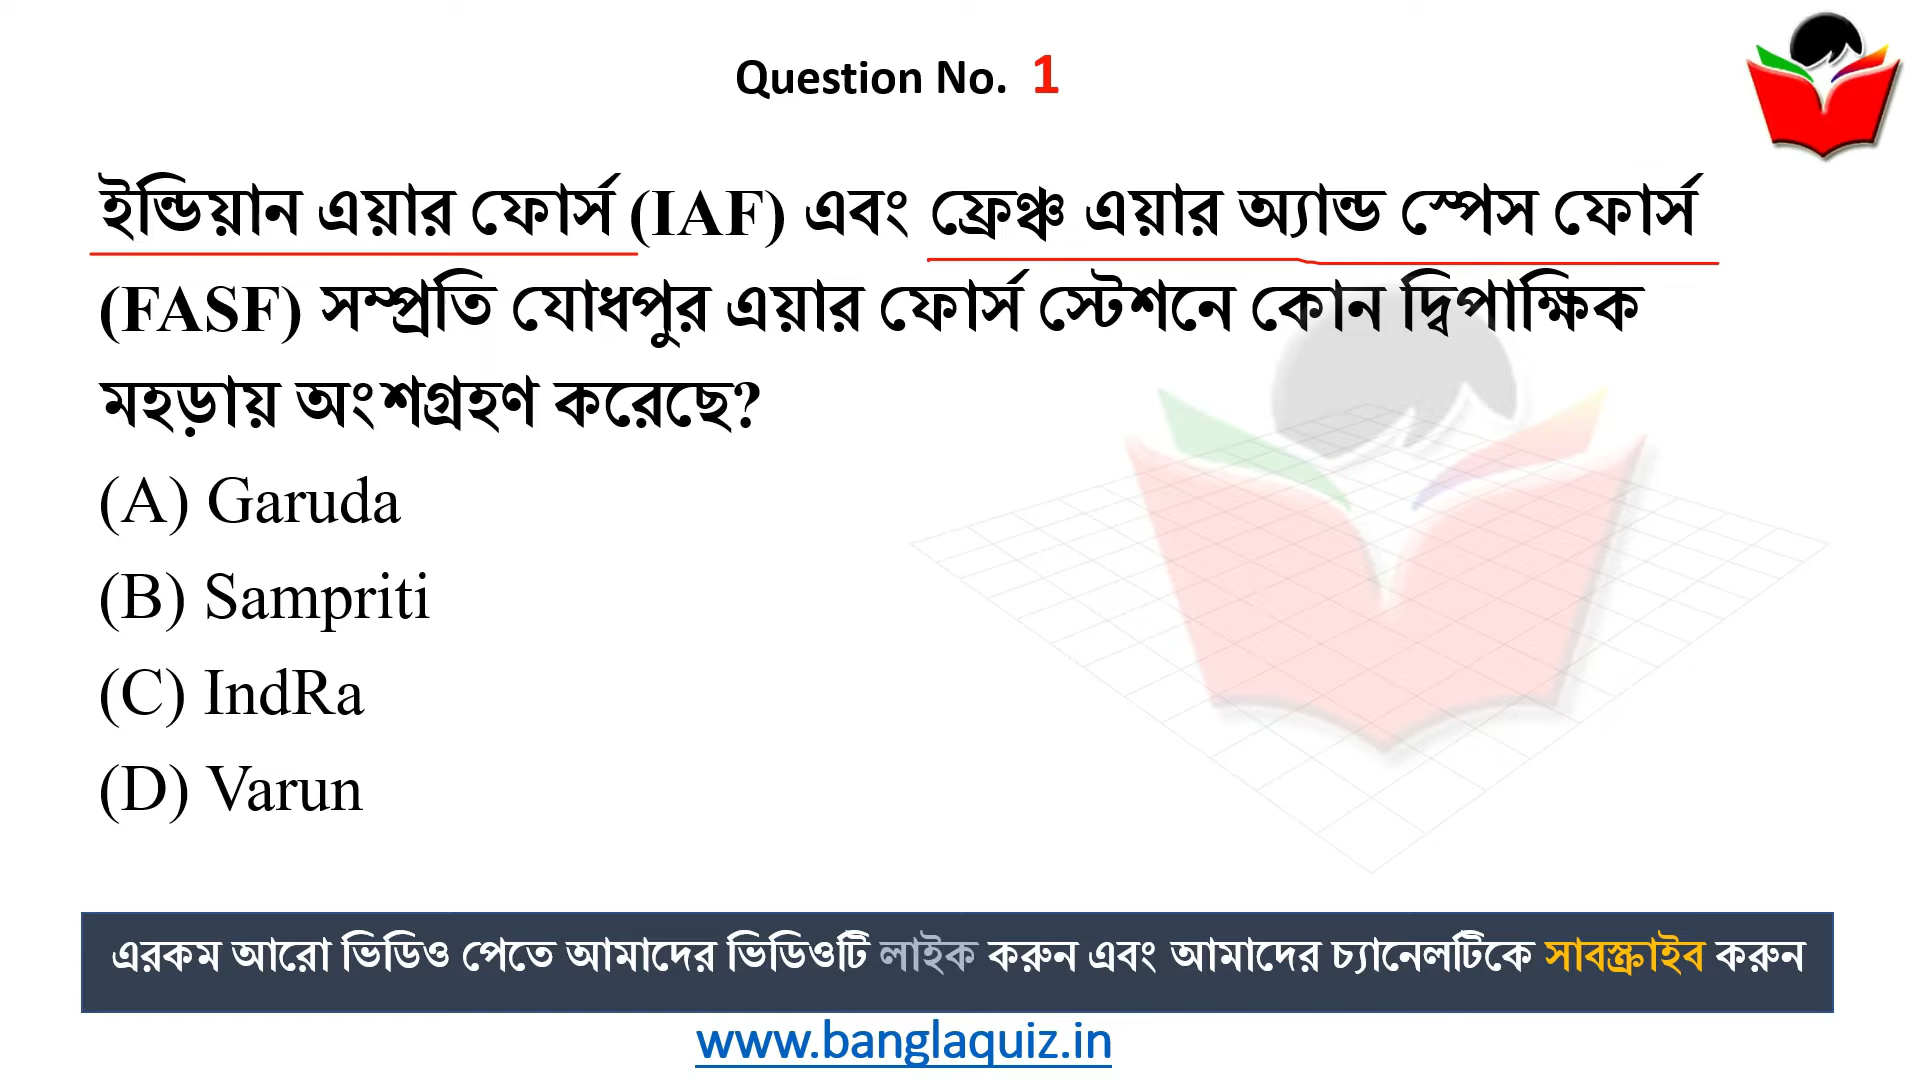 Question No. 1
ইন্ডিয়ান এয়ার ফোর্স (IAF) এবং ফ্রেঞ্চ এয়ার অ্যান্ড স্পেস ফোর্স
(FASF) সম্প্রতি যোধপুর এয়ার ফোর্স স্টেশনে কোন দ্বিপাক্ষিক
মহড়ায় অংশগ্রহণ করেছে?
(A) Garuda
(B) Sampriti
(C) IndRa
(D) Varun
এরকম আরো ভিডিও পেতে আমাদের ভিডিওটি লাইক করুন এবং আমাদের চ্যানেলটিকে সাবস্ক্রাইব করুন
www.banglaquiz.in